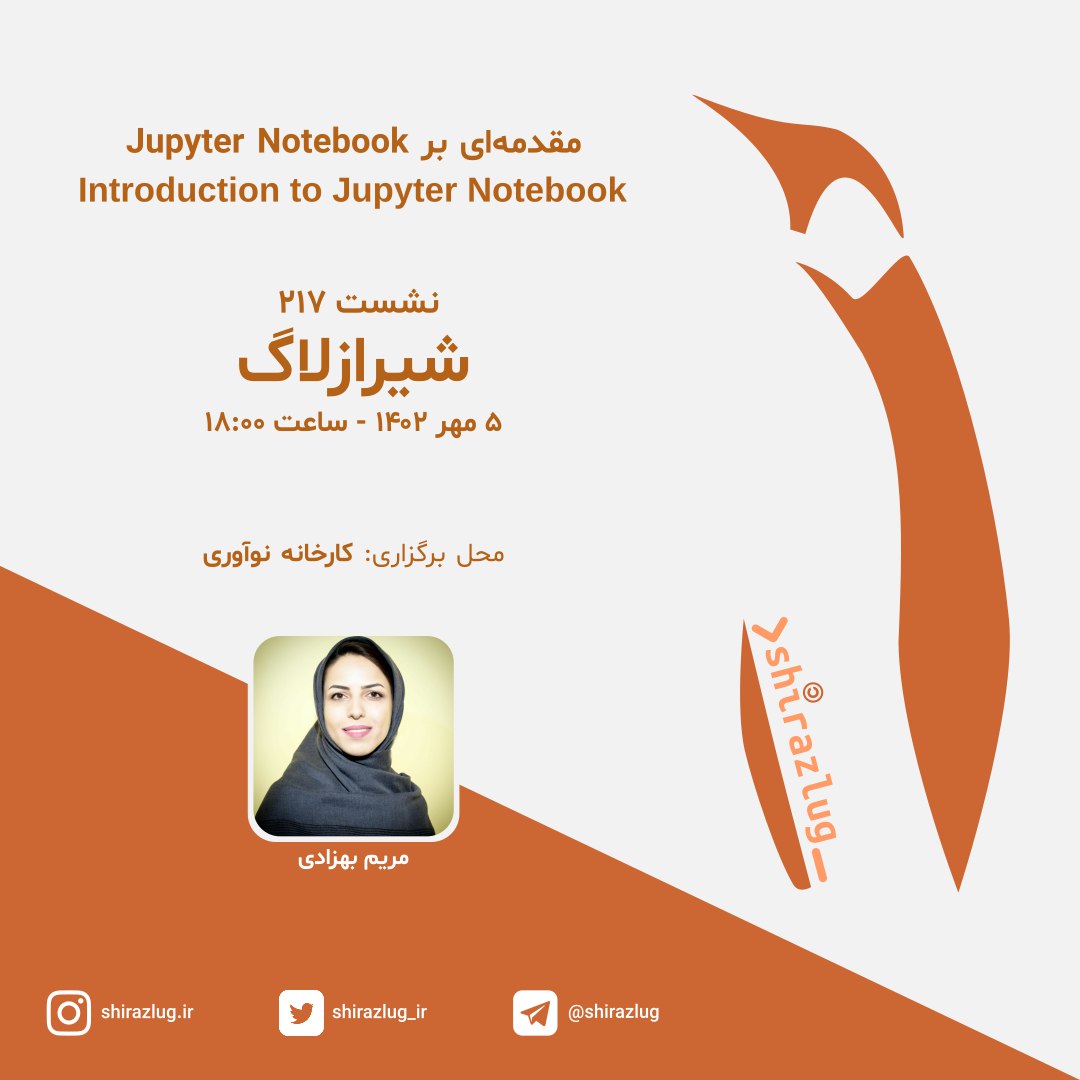 مقدمه‌ای بر Jupyter Notebook
Introduction to Jupyter Notebook
نشست ۲۱۷
شیرازلاگ
۵ مهر ۱۴۰۲ - ساعت ۱۸:۰۰
محل برگزاری: کارخانه نوآوری
مریم بهزادی
>shirazlug_
©
shirazlug.ir
shirazlug_ir
@shirazlug